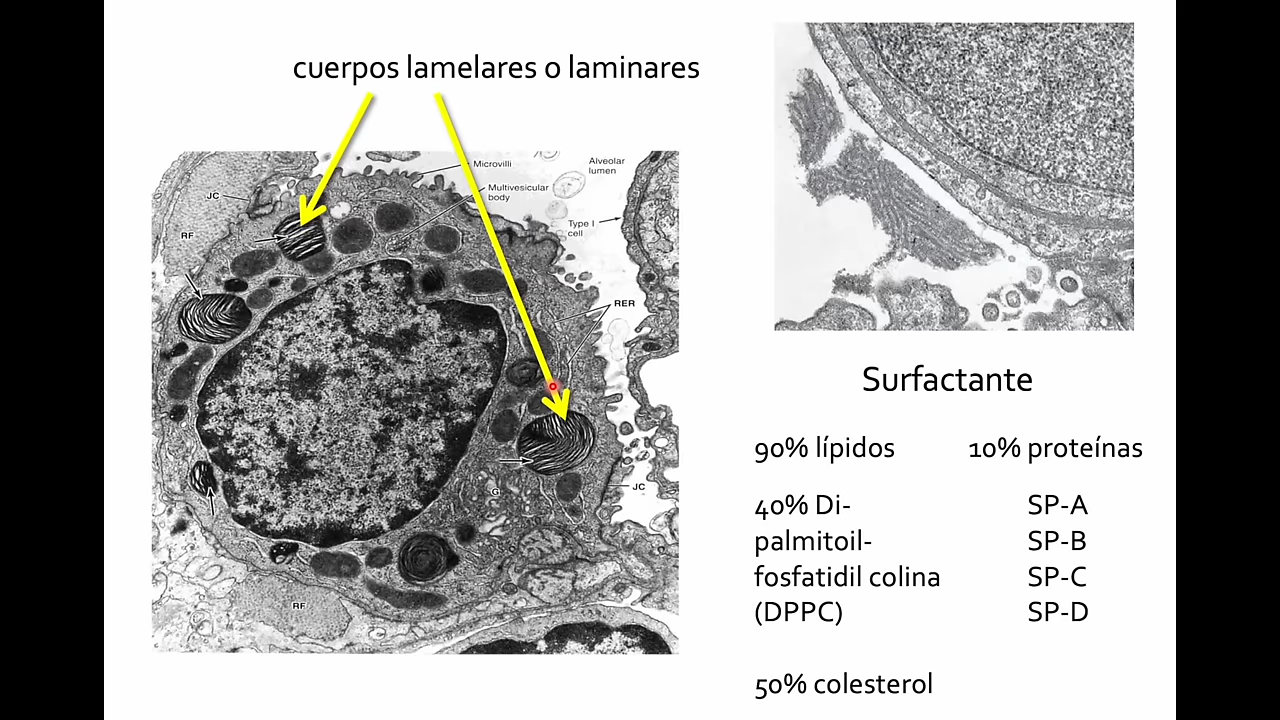 cuerpos lamelares o laminares
Microvilli
Alveolar
lumen
Multivesicular
body
JC
Type I
cell
RF
RER
G
JC
RF
Surfactante
90% lípidos
10% proteínas
40% Di-
palmitoil-
fosfatidil colina
(DPPC)
SP-A
SP-B
SP-C
SP-D
50% colesterol